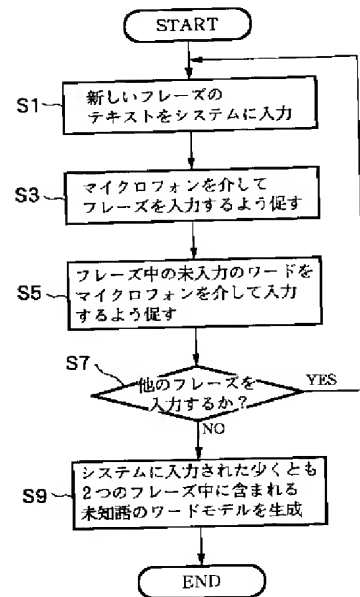 START
S1
新しいフレーズの
テキストをシステムに入力
S3
マイクロフォンを介して
フレーズを入力するよう促す
S5
フレーズ中の未入力のワードを
マイクロフォンを介して入力
するよう促す
S7
他のフレーズを
入力するか？
YES
NO
S9
システムに入力された少くとも
2つのフレーズ中に含まれる
未知語のワードモデルを生成
END